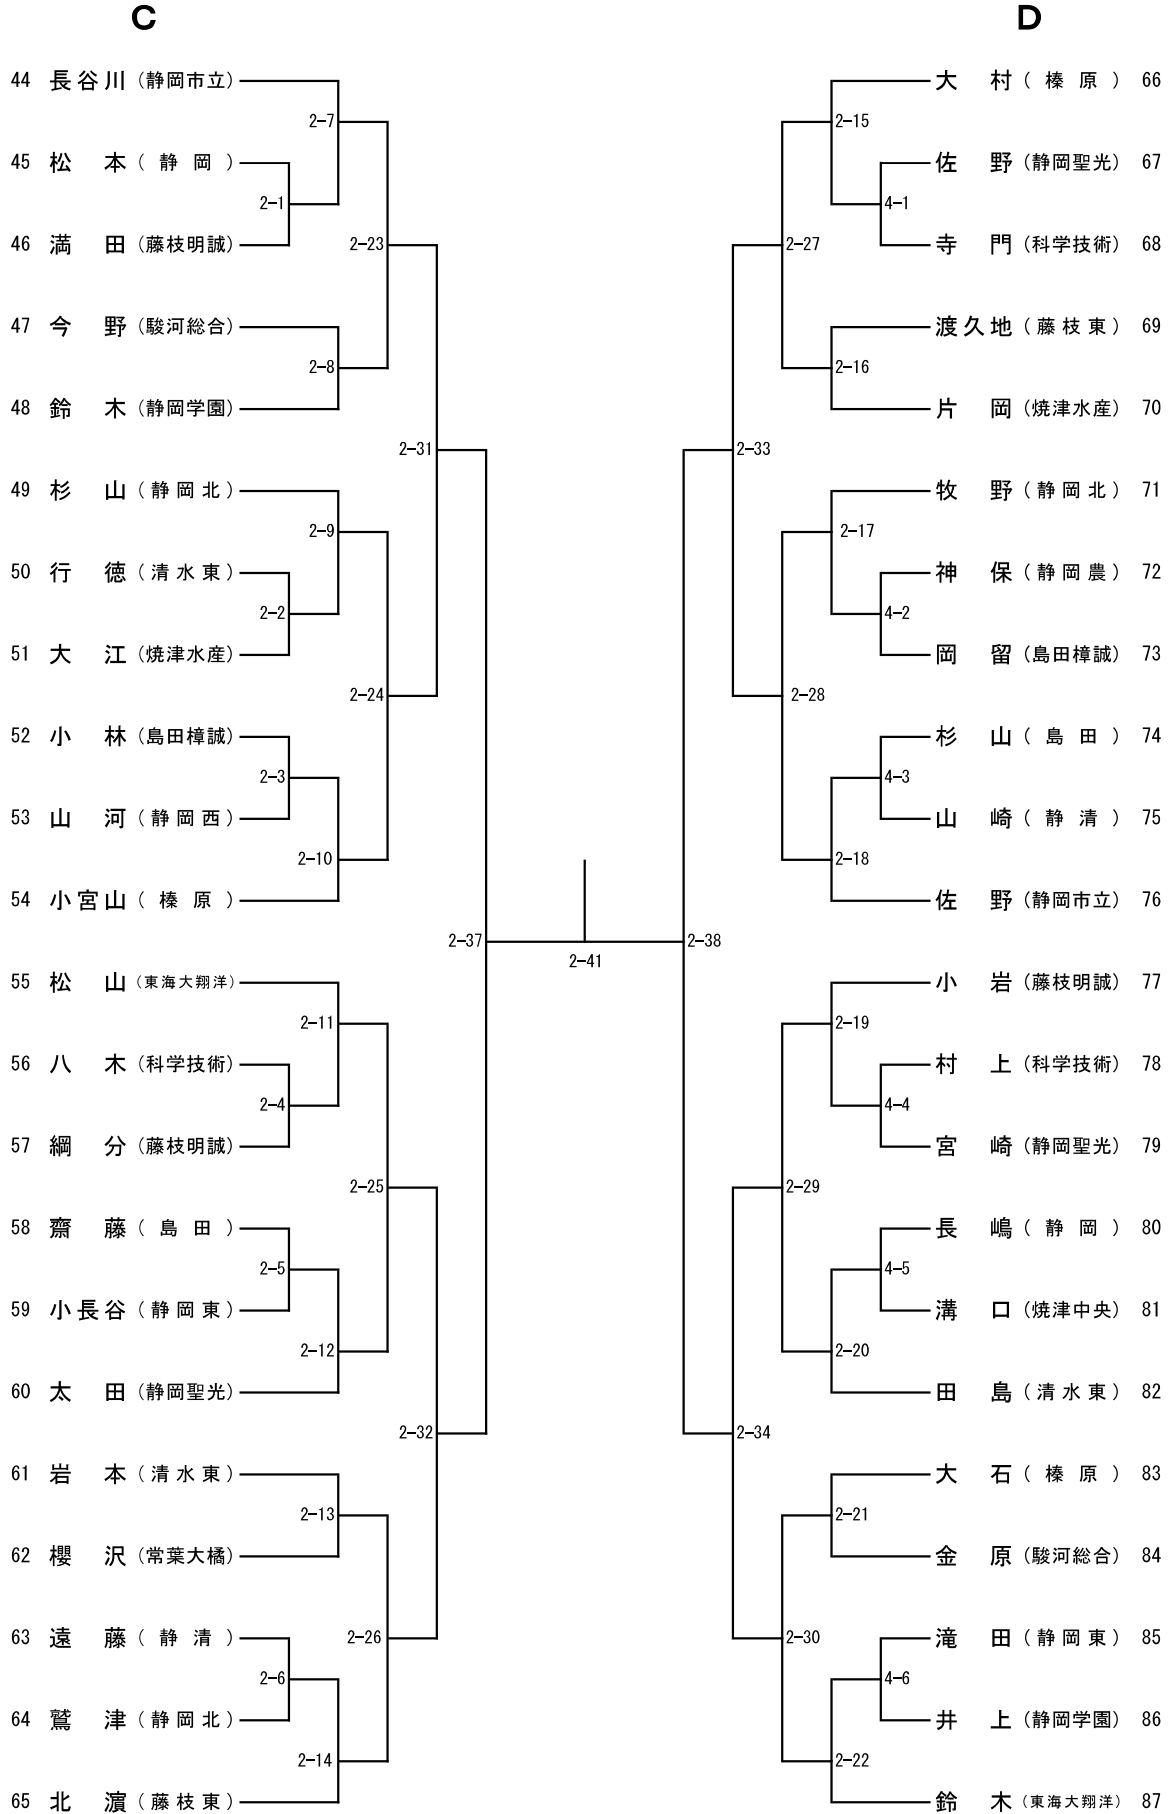 C
44 長谷川 (静岡市立)
2-7
45 松本 (静岡)
2-1
46 満田 (藤枝明誠)
2-23
47 今野 (駿河総合)
2-8
48 鈴木 (静岡学園)
2-31
49 杉山 (静岡北)
2-9
50 行徳 (清水東)
2-2
51 大江 (焼津水産)
2-24
52 小林 (島田樟誠)
2-3
53 山河 (静岡西)
2-10
54 小宮山 (榛原)
2-37
55 松山 (東海大翔洋)
2-11
56 八木 (科学技術)
2-4
57 綱分 (藤枝明誠)
2-25
58 齋藤 (島田)
2-5
59 小長谷 (静岡東)
2-12
60 太田 (静岡聖光)
2-32
61 岩本 (清水東)
2-13
62 櫻沢 (常葉大橘)
63 遠藤 (静清)
2-26
2-6
64 鷲津 (静岡北)
2-14
65 北濵 (藤枝東)
2-41
D
大村 (榛原) 66
2-15
佐野 (静岡聖光) 67
4-1
寺門 (科学技術) 68
2-27
渡久地 (藤枝東) 69
2-16
片岡 (焼津水産) 70
2-33
牧野 (静岡北) 71
2-17
神保 (静岡農) 72
4-2
岡留 (島田樟誠) 73
2-28
杉山 (島田) 74
4-3
山崎 (静清) 75
2-18
佐野 (静岡市立) 76
2-38
小岩 (藤枝明誠) 77
2-19
村上 (科学技術) 78
4-4
宮崎 (静岡聖光) 79
2-29
長嶋 (静岡) 80
4-5
溝口 (焼津中央) 81
2-20
田島 (清水東) 82
2-34
大石 (榛原) 83
2-21
金原 (駿河総合) 84
滝田 (静岡東) 85
2-30
4-6
井上 (静岡学園) 86
2-22
鈴木 (東海大翔洋) 87